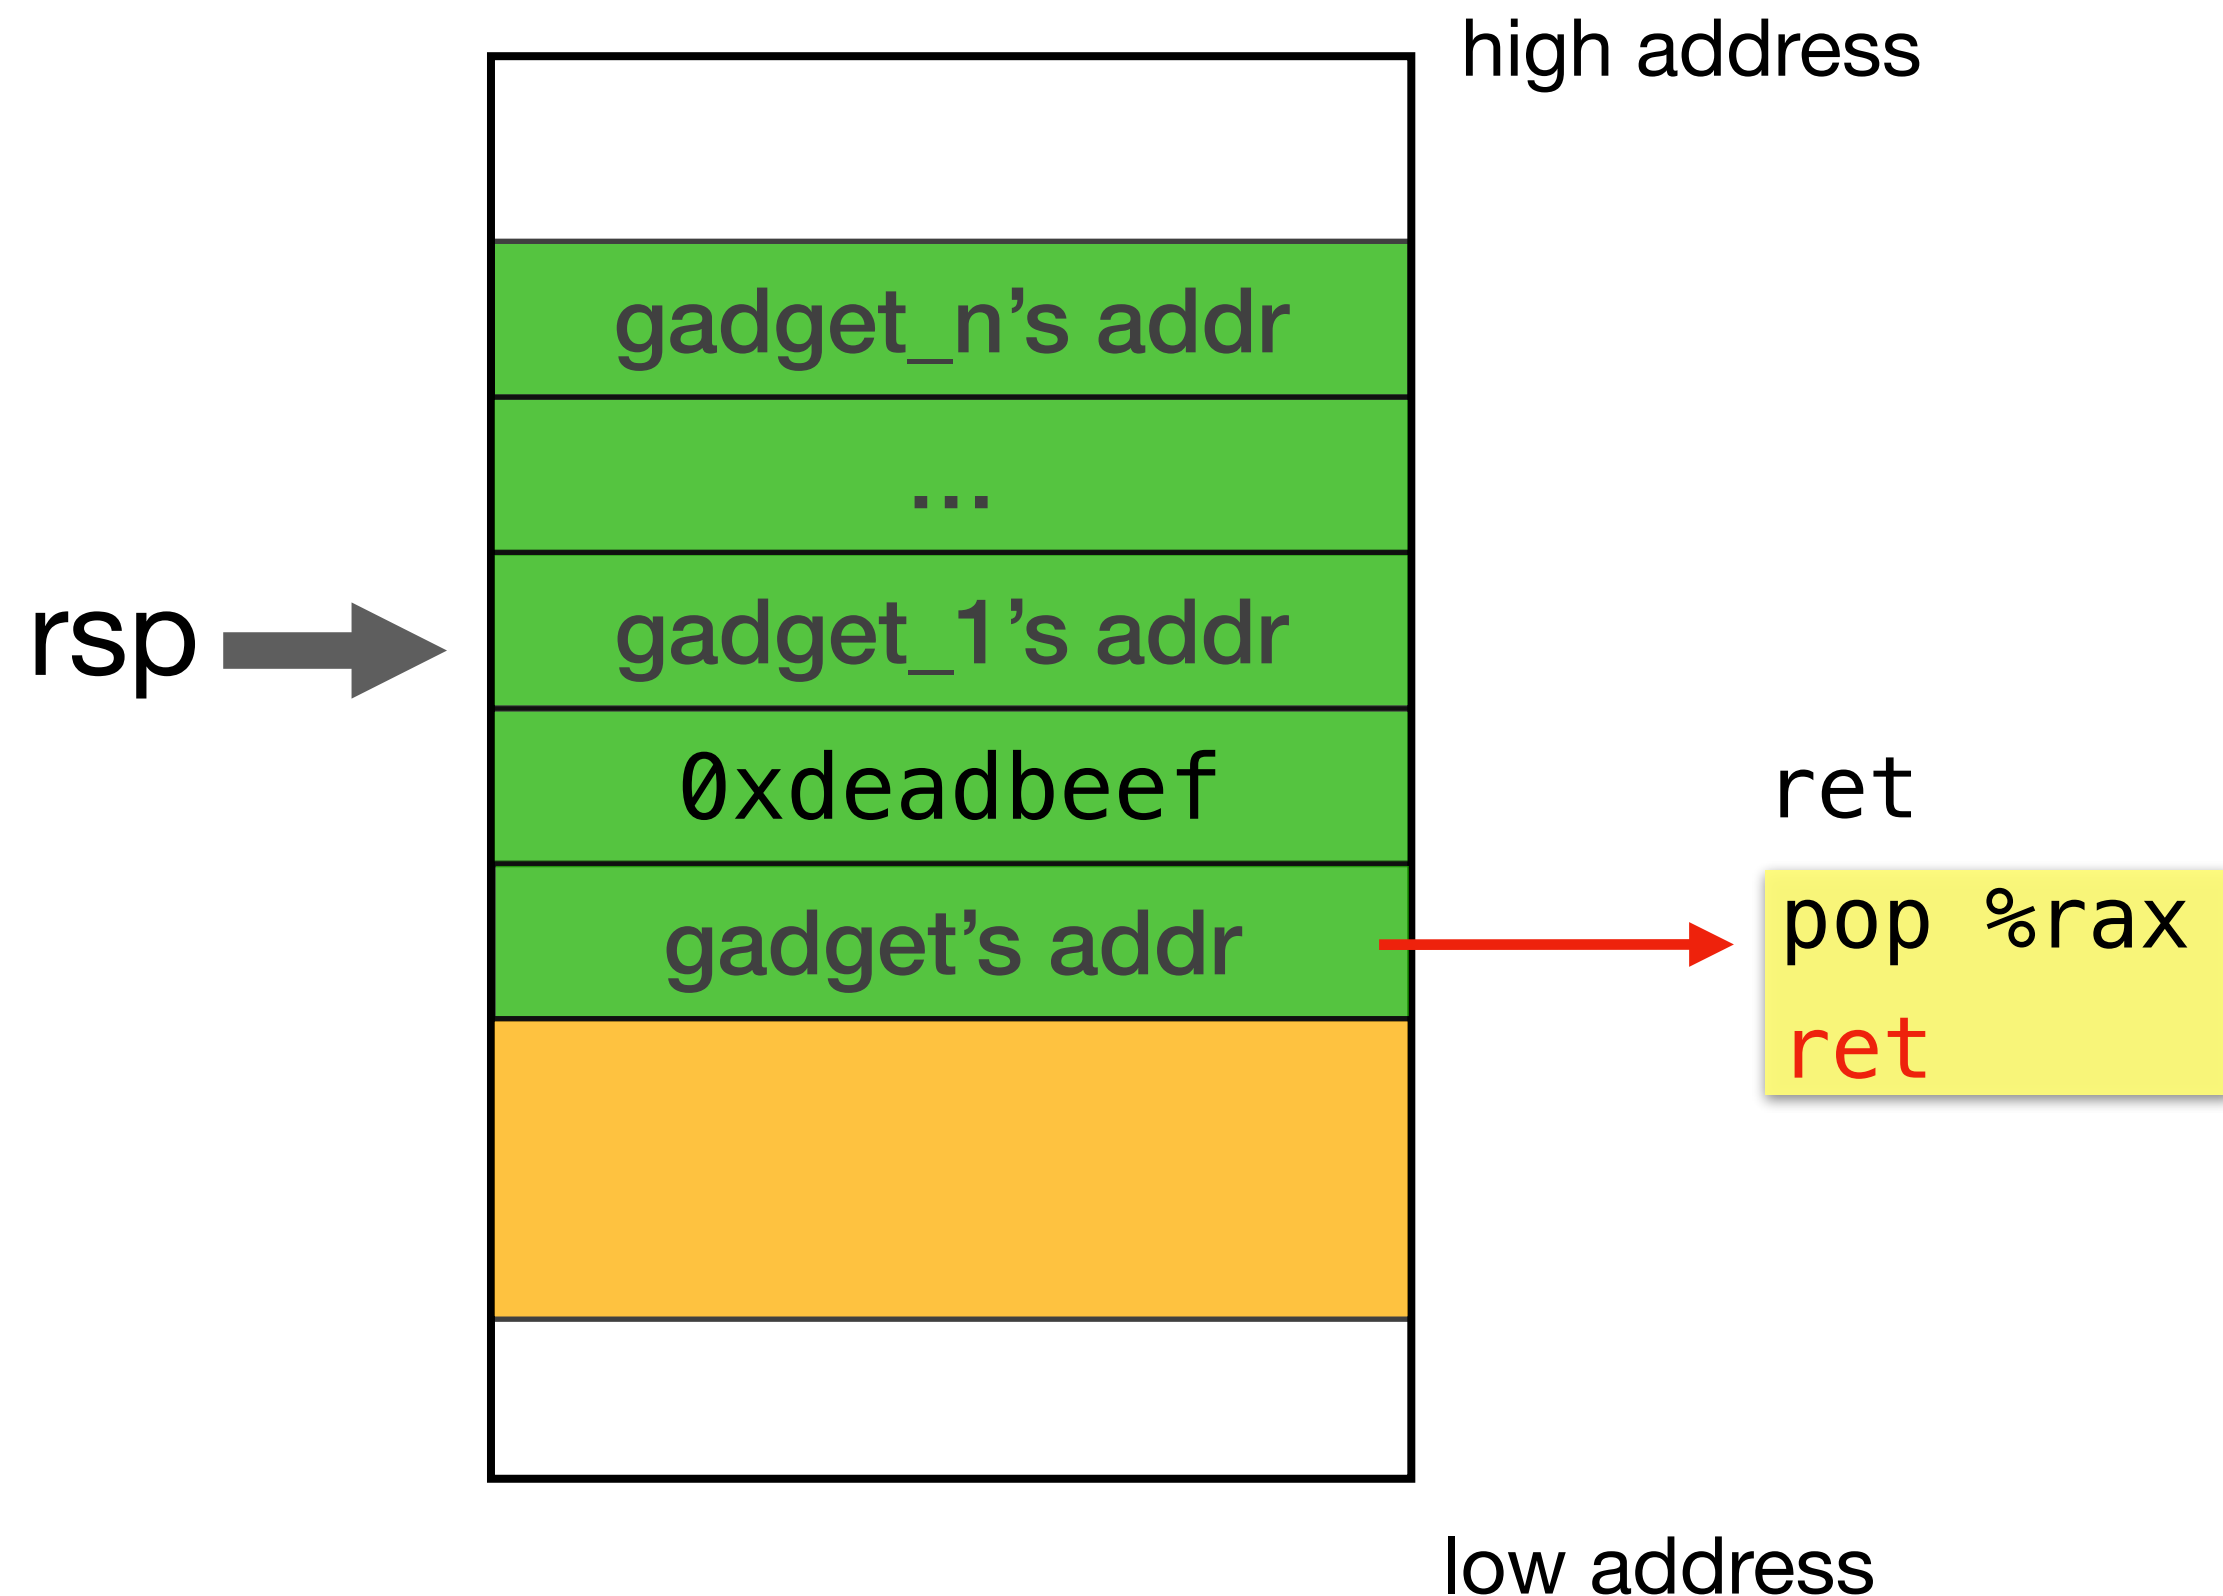 high address
gadget_n’s addr
...
rsp
gadget_1’s addr
0xdeadbeef
ret
gadget’s addr
pop %rax
ret
low address